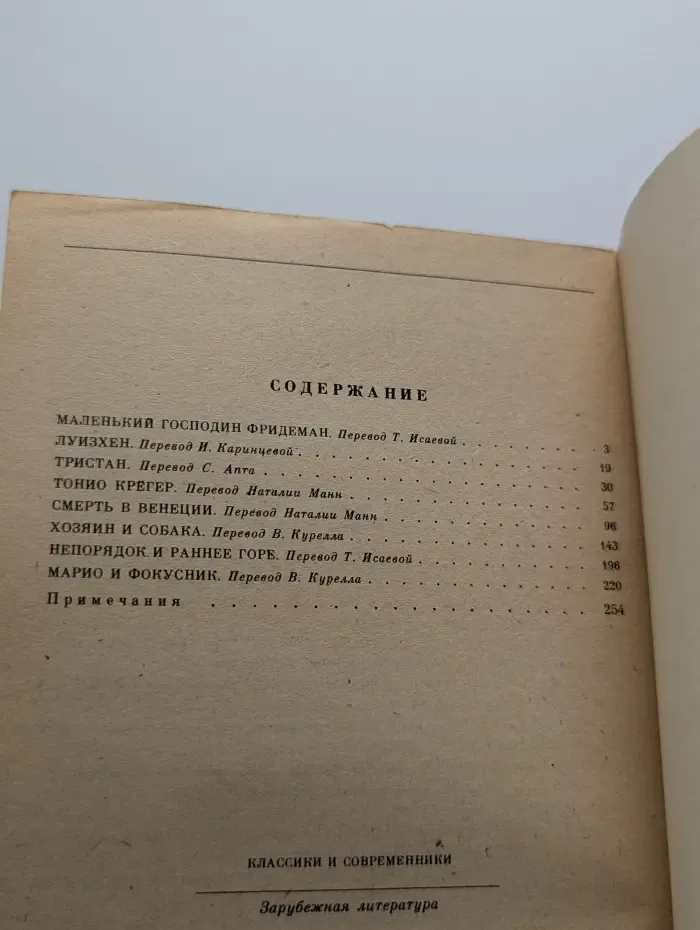 СОДЕРЖАНИЕ
МАЛЕНЬКИЙ ГОСПОДИН ФРИДЕМАН. Перевод Т. Исаевой . . . . . . . . 3
ЛУИЗХЕН. Перевод И. Каринцевой . . . . . . . . . . . . . . . 19
ТРИСТАН. Перевод С. Апта . . . . . . . . . . . . . . . . . 30
ТОНИО КРЁГЕР. Перевод Наталии Манн . . . . . . . . . . . . . 57
СМЕРТЬ В ВЕНЕЦИИ. Перевод Наталии Манн . . . . . . . . . . . 96
ХОЗЯИН И СОБАКА. Перевод В. Курелла . . . . . . . . . . . . 143
НЕПОРЯДОК И РАННЕЕ ГОРЕ. Перевод Т. Исаевой . . . . . . . . . 196
МАРИО И ФОКУСНИК. Перевод В. Курелла . . . . . . . . . . . . 220
Примечания . . . . . . . . . . . . . . . . . . . 254
КЛАССИКИ И СОВРЕМЕННИКИ
Зарубежная литература